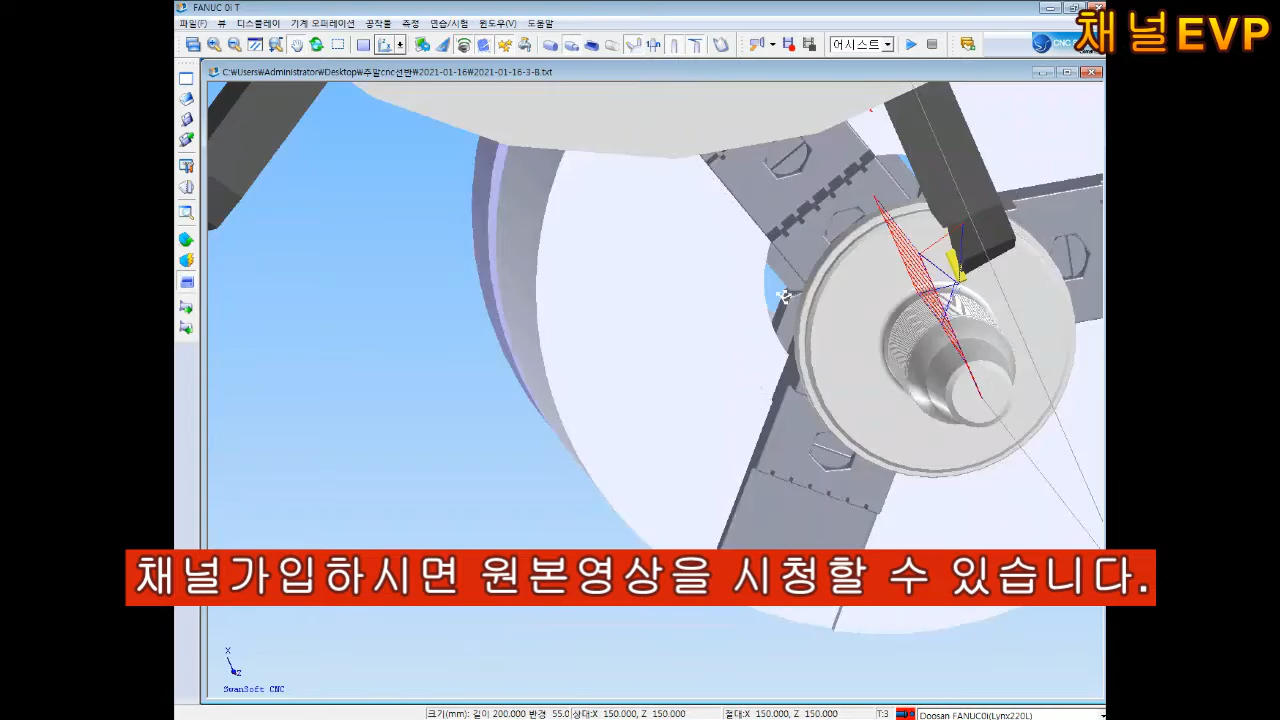 FANUC 0i T
채널EVP
파일(F) 뷰 디스플레이 기계 오퍼레이션 공작물 측정 연습/시험 윈도우(V) 도움말
어시스트
C:₩Users₩Administrator₩Desktop₩주말cnc선반₩2021-01-16₩2021-01-16-3-B.txt
채널가입하시면 원본영상을 시청할 수 있습니다.
X
Z
SwanSoft CNC
크기(mm): 길이 200.000 반경 55.0 상대:X 150.000, Z 150.000 절대:X 150.000, Z 150.000 T:3 Doosan FANUC0i(Lynx220L)